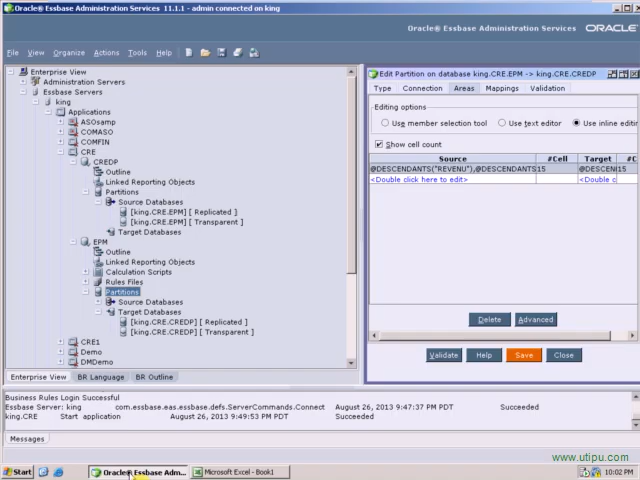 Oracle® Essbase Administration Services 11.1.1 - admin connected on king
Oracle® Essbase Administration Services ORACLE
File View Organize Actions Tools Help
Enterprise View
Administration Servers
Essbase Servers
king
Applications
ASOsamp
COMASO
COMFIN
CRE
CREDP
Outline
Linked Reporting Objects
Partitions
Source Databases
[king.CRE.EPM] [ Replicated ]
[king.CRE.EPM] [ Transparent ]
Target Databases
EPM
Outline
Linked Reporting Objects
Calculation Scripts
Rules Files
Partitions
Source Databases
Target Databases
[king.CRE.CREDP] [ Replicated ]
[king.CRE.CREDP] [ Transparent ]
CRE1
Demo
DMDemo
Enterprise View BR Language BR Outline
Edit Partition on database king.CRE.EPM -> king.CRE.CREDP
Type Connection Areas Mappings Validation
Editing options
Use member selection tool Use text editor Use inline editin
Show cell count
Source #Cell Target #C
@DESCENDANTS("REVENU"),@DESCENDANTS 15 @DESCENI 15
<Double click here to edit> <Double c
Delete Advanced
Validate Help Save Close
Business Rules Login Successful
Essbase Server: king com.essbase.eas.essbase.defs.ServerCommands.Connect August 26, 2013 9:47:37 PM PDT Succeeded
king.CRE Start application August 26, 2013 9:49:53 PM PDT Succeeded
Messages
www.utipu.com
Start Oracle® Essbase Adm... Microsoft Excel - Book1 10:02 PM